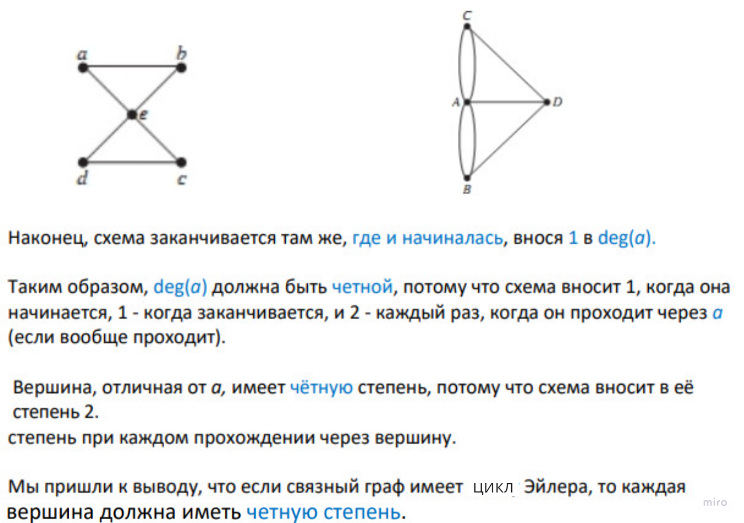 a b
e
d c
C
A D
B
Наконец, схема заканчивается там же, где и начиналась, внося 1 в deg(a).
Таким образом, deg(a) должна быть четной, потому что схема вносит 1, когда она
начинается, 1 - когда заканчивается, и 2 - каждый раз, когда он проходит через a
(если вообще проходит).
Вершина, отличная от a, имеет чётную степень, потому что схема вносит в её
степень 2.
степень при каждом прохождении через вершину.
Мы пришли к выводу, что если связный граф имеет цикл Эйлера, то каждая
вершина должна иметь четную степень.
miro